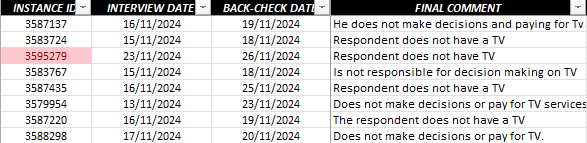 INSTANCE ID INTERVIEW DATE BACK-CHECK DATE FINAL COMMENT
3587137 16/11/2024 19/11/2024 He does not make decisions and paying for Tv
3583724 15/11/2024 18/11/2024 Respondent does not have a TV
3595279 23/11/2024 26/11/2024 Respondent does not have TV
3583767 15/11/2024 18/11/2024 Is not responsible for decision making on TV
3587435 16/11/2024 25/11/2024 Respondent does not have a TV
3579954 13/11/2024 23/11/2024 Does not make decisions or pay for TV services
3587220 16/11/2024 19/11/2024 The respondent does not have a TV
3588298 17/11/2024 20/11/2024 Does not make decisions or pay for TV.